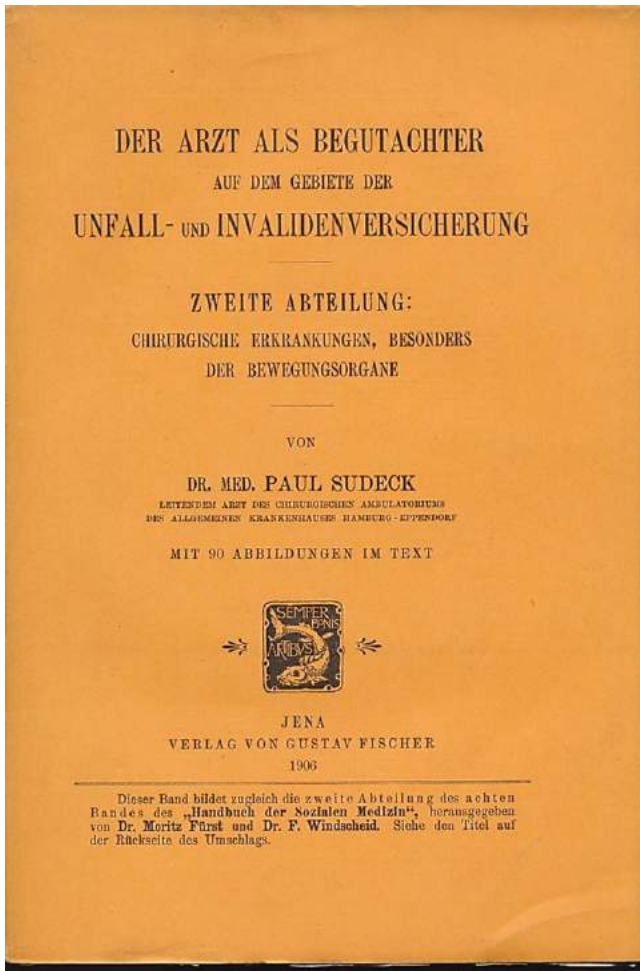 DER ARZT ALS BEGUTACHTER
AUF DEM GEBIETE DER
UNFALL- UND INVALIDENVERSICHERUNG
ZWEITE ABTEILUNG:
CHIRURGISCHE ERKRANKUNGEN, BESONDERS
DER BEWEGUNGSORGANE
VON
DR. MED. PAUL SUDECK
LEITENDEM ARZT DES CHIRURGISCHEN AMBULATORIUMS
DES ALLGEMEINEN KRANKENHAUSES HAMBURG-EPPENDORF
MIT 90 ABBILDUNGEN IM TEXT
SEMPER
BONIS
ARTIBVS
JENA
VERLAG VON GUSTAV FISCHER
1906
Dieser Band bildet zugleich die zweite Abteilung des achten
Bandes des „Handbuch der Sozialen Medizin“, herausgegeben
von Dr. Moritz Fürst und Dr. F. Windscheid. Siehe den Titel auf
der Rückseite des Umschlags.